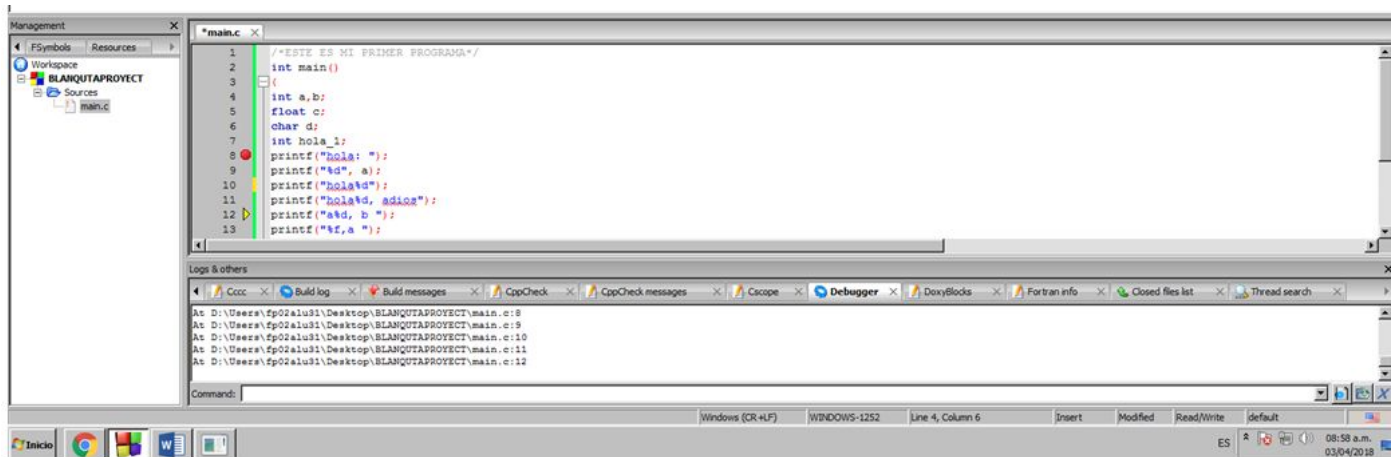 Management
FSymbols Resources
Workspace
BLANQUTAPROYECT
Sources
main.c
*main.c
1 /*ESTE ES MI PRIMER PROGRAMA*/
2 int main()
3 {
4 int a,b;
5 float c;
6 char d;
7 int hola_1;
8 printf("hola: ");
9 printf("%d", a);
10 printf("hola%d");
11 printf("hola%d, adios");
12 printf("a%d, b ");
13 printf("%f,a ");
Logs & others
Cccc Build log Build messages CppCheck CppCheck messages Cscope Debugger DoxyBlocks Fortran info Closed files list Thread search
At D:\Users\fp02alu31\Desktop\BLANQUTAPROYECT\main.c:8
At D:\Users\fp02alu31\Desktop\BLANQUTAPROYECT\main.c:9
At D:\Users\fp02alu31\Desktop\BLANQUTAPROYECT\main.c:10
At D:\Users\fp02alu31\Desktop\BLANQUTAPROYECT\main.c:11
At D:\Users\fp02alu31\Desktop\BLANQUTAPROYECT\main.c:12
Command:
Windows (CR+LF) WINDOWS-1252 Line 4, Column 6 Insert Modified Read/Write default
Inicio ES 08:58 a.m.
03/04/2018